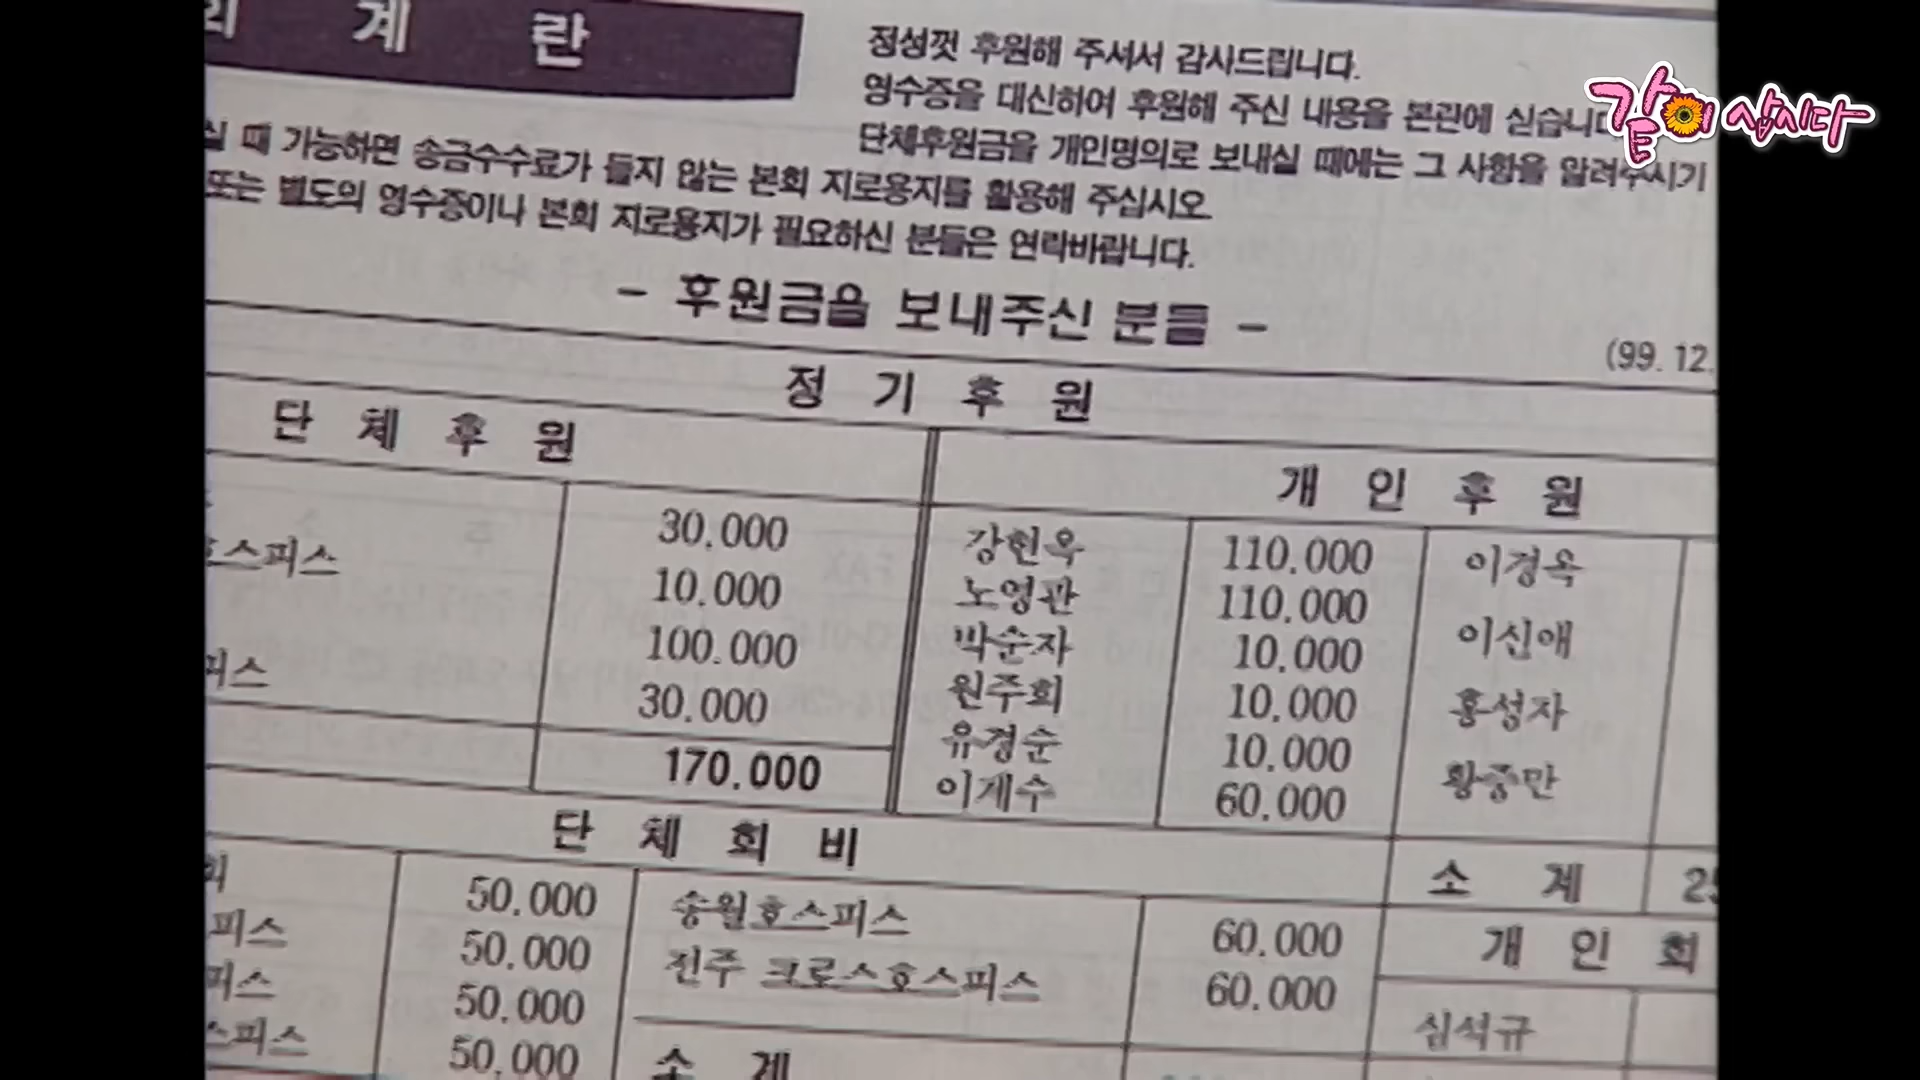 계 란
같이 삽시다
정성껏 후원해 주셔서 감사드립니다.
영수증을 대신하여 후원해 주신 내용을 본관에 싣습니다
단체후원금을 개인명의로 보내실 때에는 그 사항을 알려주시기
실 때 가능하면 송금수수료가 들지 않는 본회 지로용지를 활용해 주십시오.
또는 별도의 영수증이나 본회 지로용지가 필요하신 분들은 연락바랍니다.
- 후원금을 보내주신 분들 -
(99. 12.
정 기 후 원
단 체 후 원
개 인 후 원
30.000
호스피스 10.000
100.000
피스 30.000
170.000
강현옥 110.000 이경옥
노영관 110.000
박순자 10.000 이신애
원주희 10.000 홍성자
유경순 10.000
이계수 60.000 황중만
소 계 25
단 체 회 비
개 인 회
회 50.000 송월호스피스 60.000
피스 50.000 진주 크로스호스피스 60.000
피스 50.000
스피스 50.000 소 계
심석규